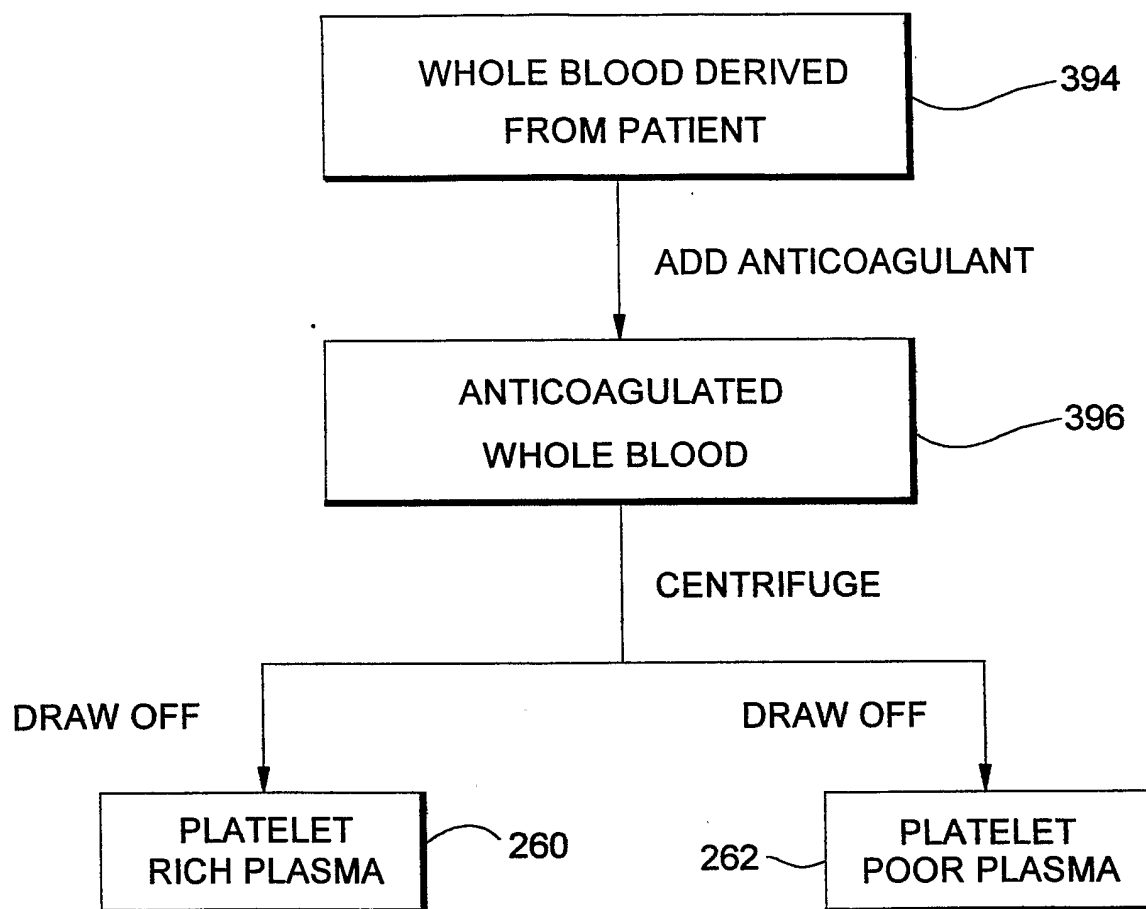 WHOLE BLOOD DERIVED
FROM PATIENT
394
ADD ANTICOAGULANT
ANTICOAGULATED
WHOLE BLOOD
396
CENTRIFUGE
DRAW OFF
DRAW OFF
PLATELET
RICH PLASMA
260
262
PLATELET
POOR PLASMA